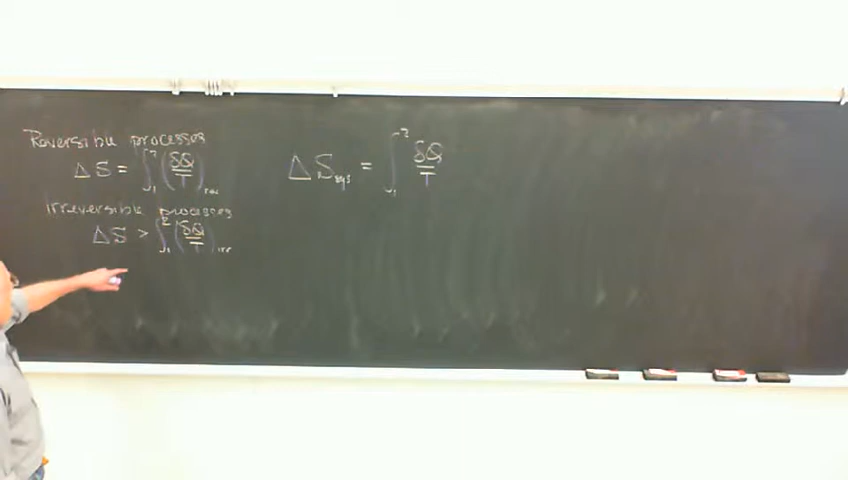 Reversible processes
ΔS = ∫₁² (δQ/T)rev
irreversible processes
ΔS > ∫₁² (δQ/T)irr
ΔSsys = ∫₁² δQ/T